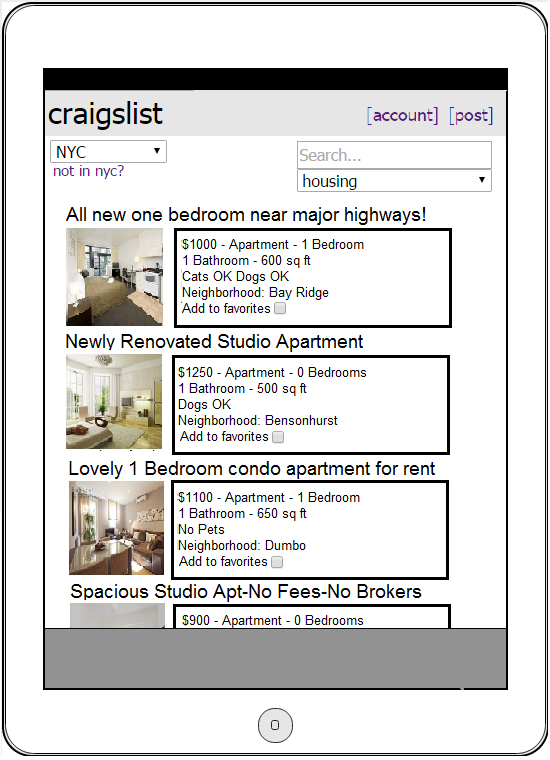 craigslist [account] [post]
NYC
Search...
not in nyc?
housing
All new one bedroom near major highways!
$1000 - Apartment - 1 Bedroom
1 Bathroom - 600 sq ft
Cats OK Dogs OK
Neighborhood: Bay Ridge
Add to favorites
Newly Renovated Studio Apartment
$1250 - Apartment - 0 Bedrooms
1 Bathroom - 500 sq ft
Dogs OK
Neighborhood: Bensonhurst
Add to favorites
Lovely 1 Bedroom condo apartment for rent
$1100 - Apartment - 1 Bedroom
1 Bathroom - 650 sq ft
No Pets
Neighborhood: Dumbo
Add to favorites
Spacious Studio Apt-No Fees-No Brokers
$900 - Apartment - 0 Bedrooms